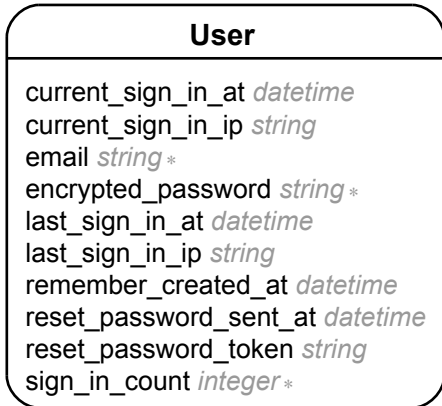 User
current_sign_in_at datetime
current_sign_in_ip string
email string *
encrypted_password string *
last_sign_in_at datetime
last_sign_in_ip string
remember_created_at datetime
reset_password_sent_at datetime
reset_password_token string
sign_in_count integer *